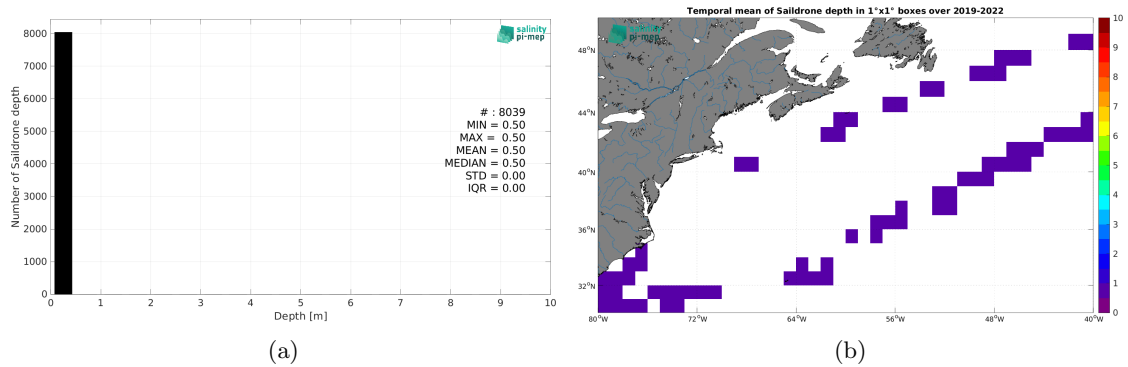 8000
7000
6000
5000
4000
3000
2000
1000
0
Number of Saildrone depth
salinity
pi-mep
# : 8039
MIN = 0.50
MAX = 0.50
MEAN = 0.50
MEDIAN = 0.50
STD = 0.00
IQR = 0.00
0 1 2 3 4 5 6 7 8 9 10
Depth [m]
(a)
Temporal mean of Saildrone depth in 1°x1° boxes over 2019-2022
pi-mep
48°N
44°N
40°N
36°N
32°N
80°W 72°W 64°W 56°W 48°W 40°W
10
9
8
7
6
5
4
3
2
1
0
(b)